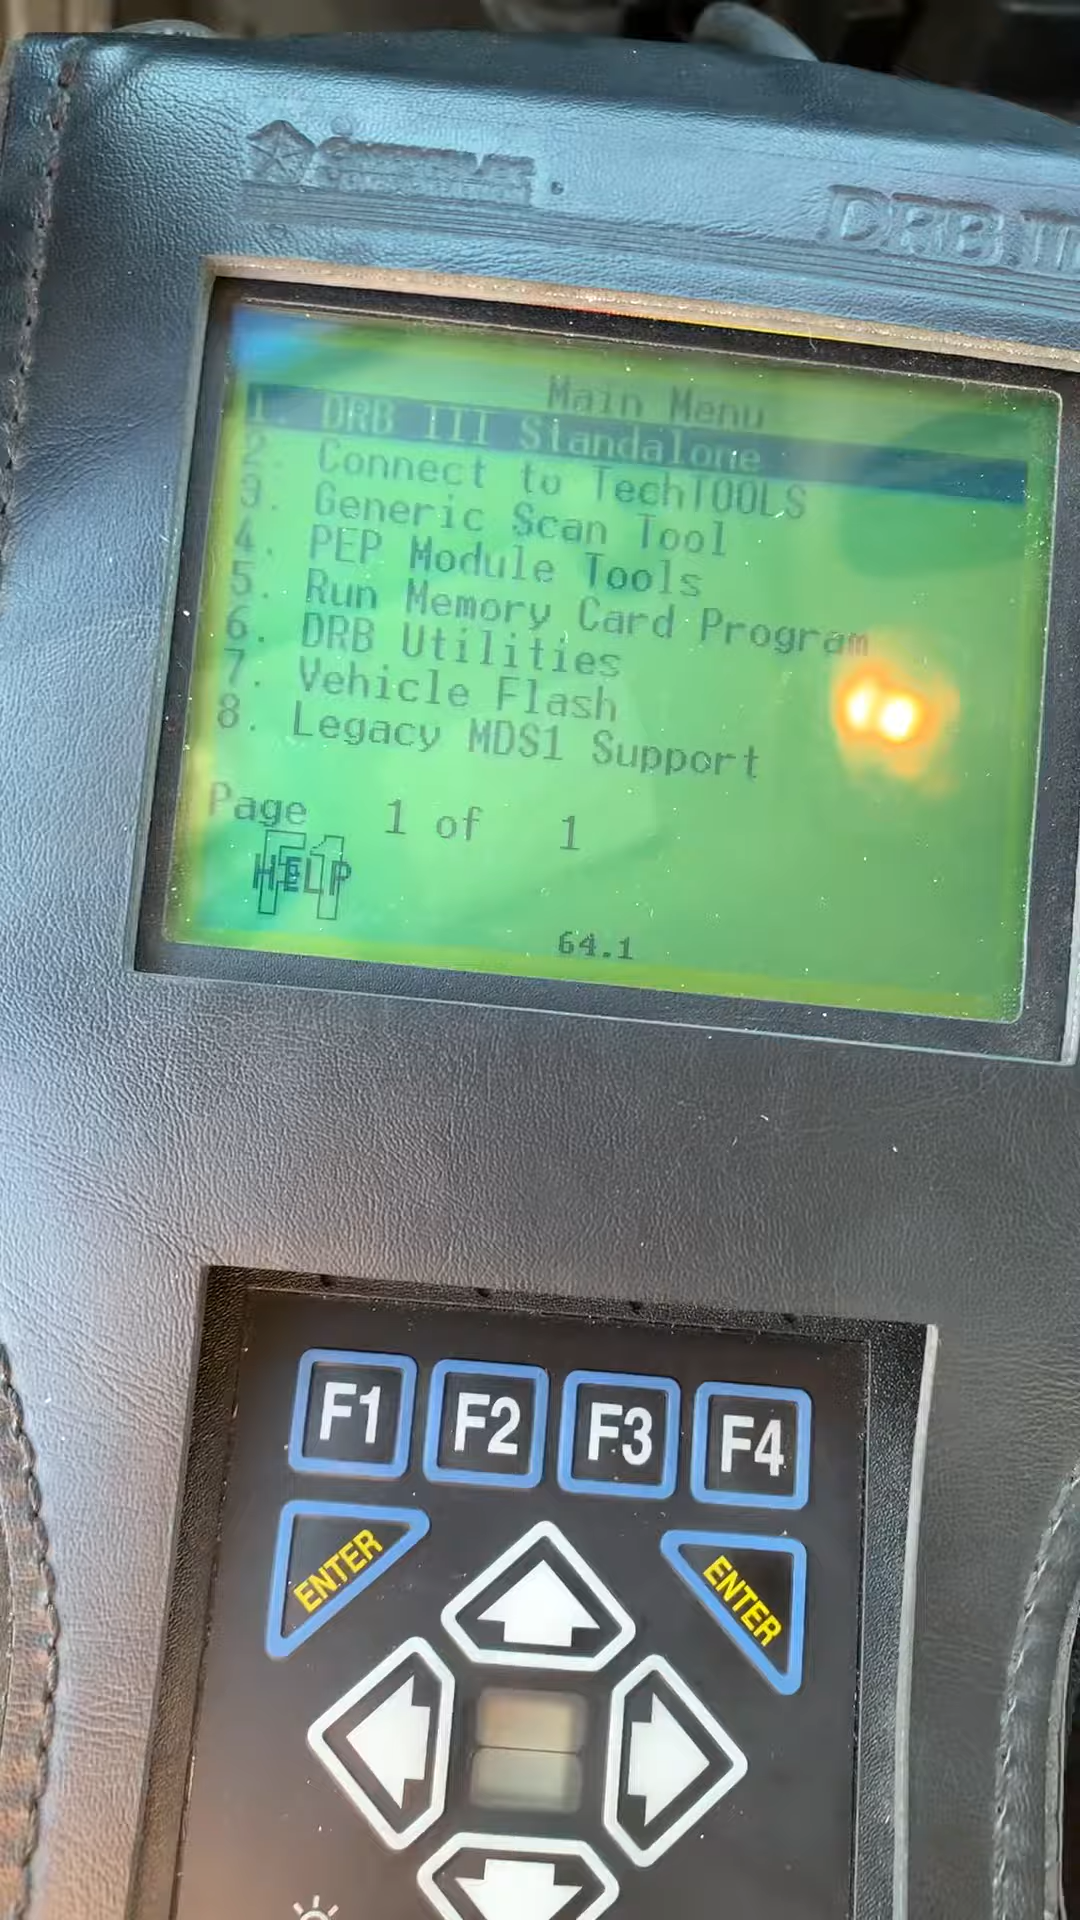 CHRYSLER
CORPORATION
DRB III
Main Menu
1. DRB III Standalone
2. Connect to TechTOOLS
3. Generic Scan Tool
4. PEP Module Tools
5. Run Memory Card Program
6. DRB Utilities
7. Vehicle Flash
8. Legacy MDS1 Support
Page 1 of 1
F1
HELP
64.1
F1 F2 F3 F4
ENTER ENTER